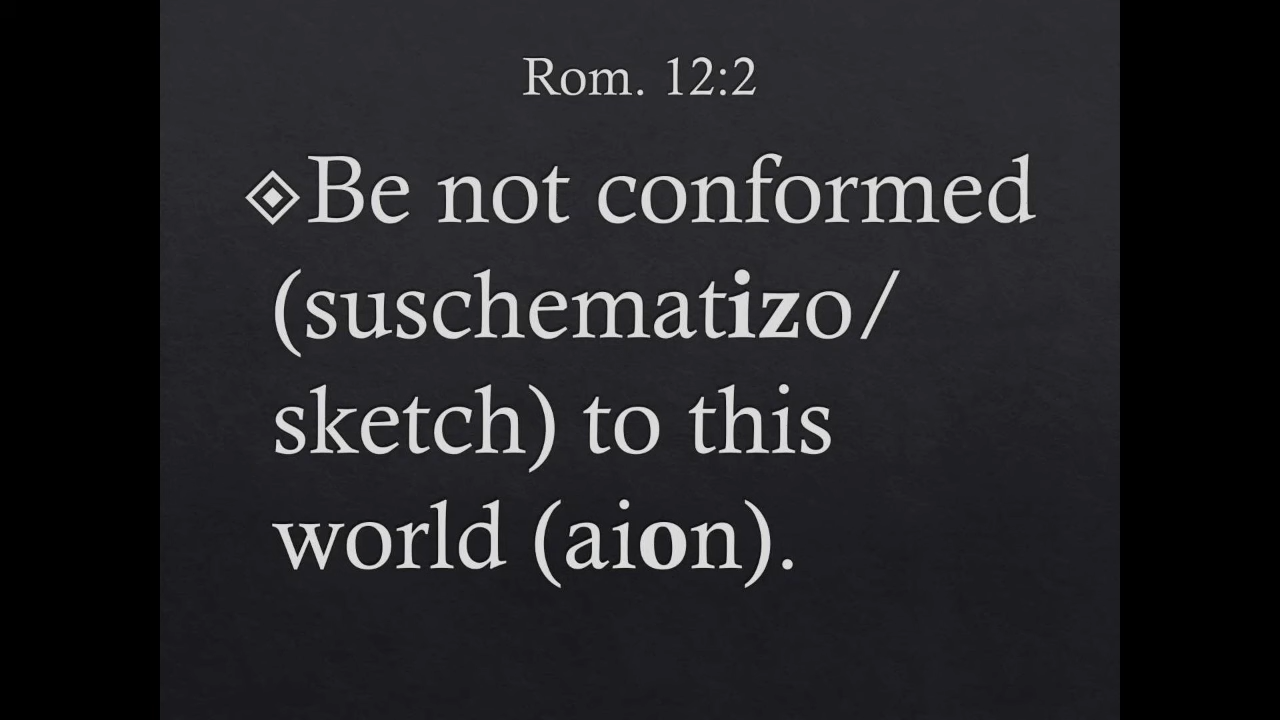 Rom. 12:2
Be not conformed
(suschematizo/
sketch) to this
world (aion).